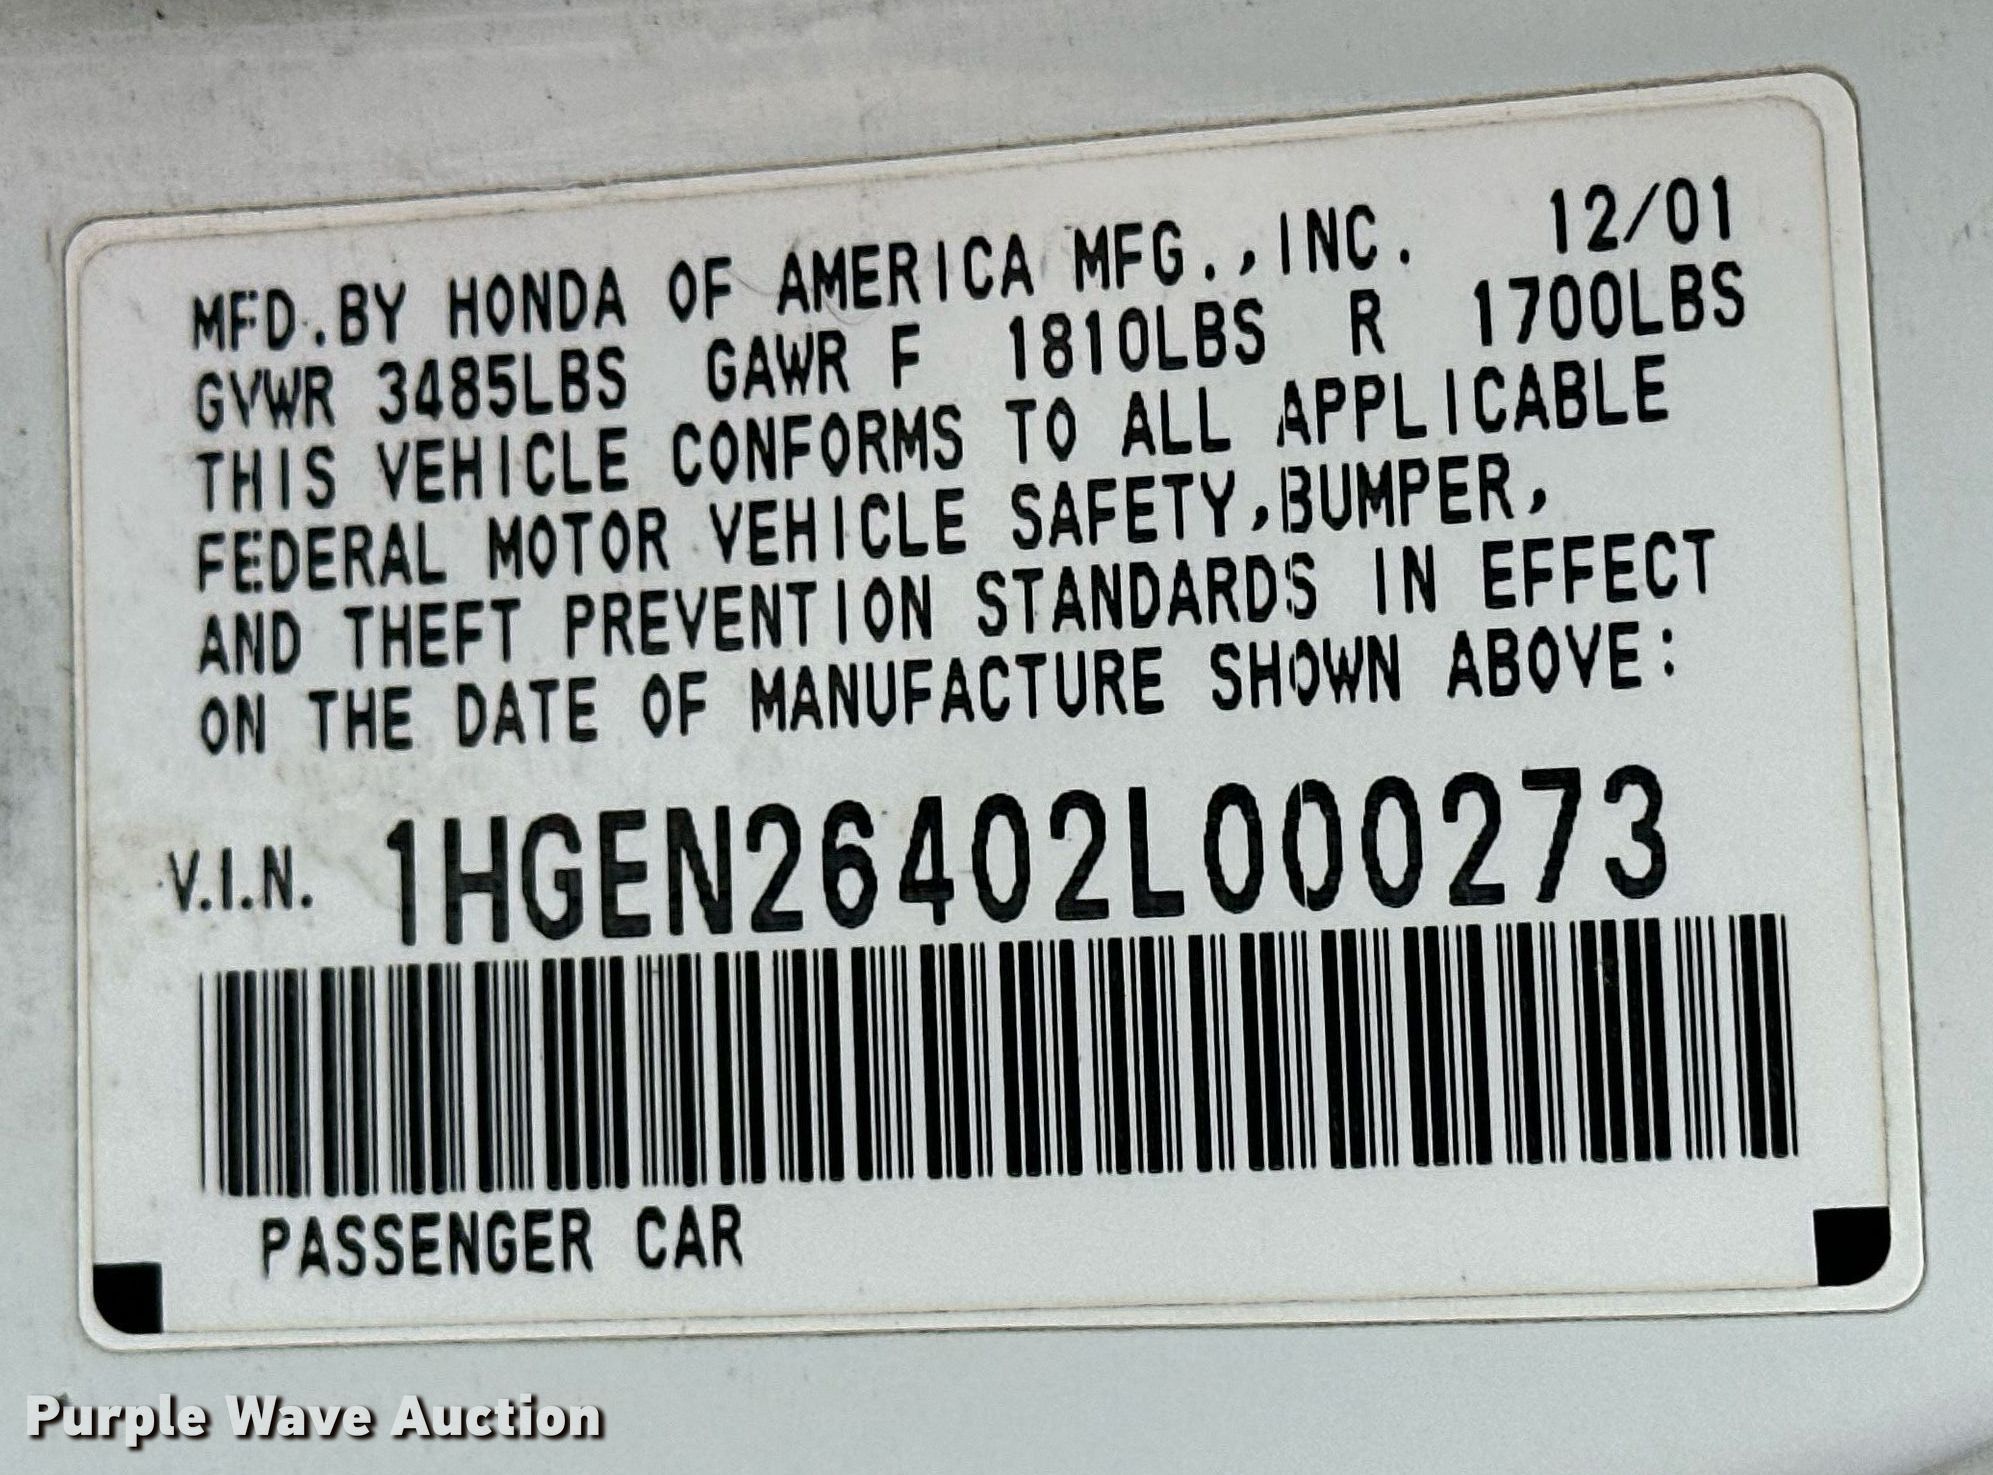 MFD.BY HONDA OF AMERICA MFG.,INC. 12/01
GVWR 3485LBS GAWR F 1810LBS R 1700LBS
THIS VEHICLE CONFORMS TO ALL APPLICABLE
FEDERAL MOTOR VEHICLE SAFETY,BUMPER,
AND THEFT PREVENTION STANDARDS IN EFFECT
ON THE DATE OF MANUFACTURE SHOWN ABOVE:
V.I.N. 1HGEN26402L000273
PASSENGER CAR
Purple Wave Auction